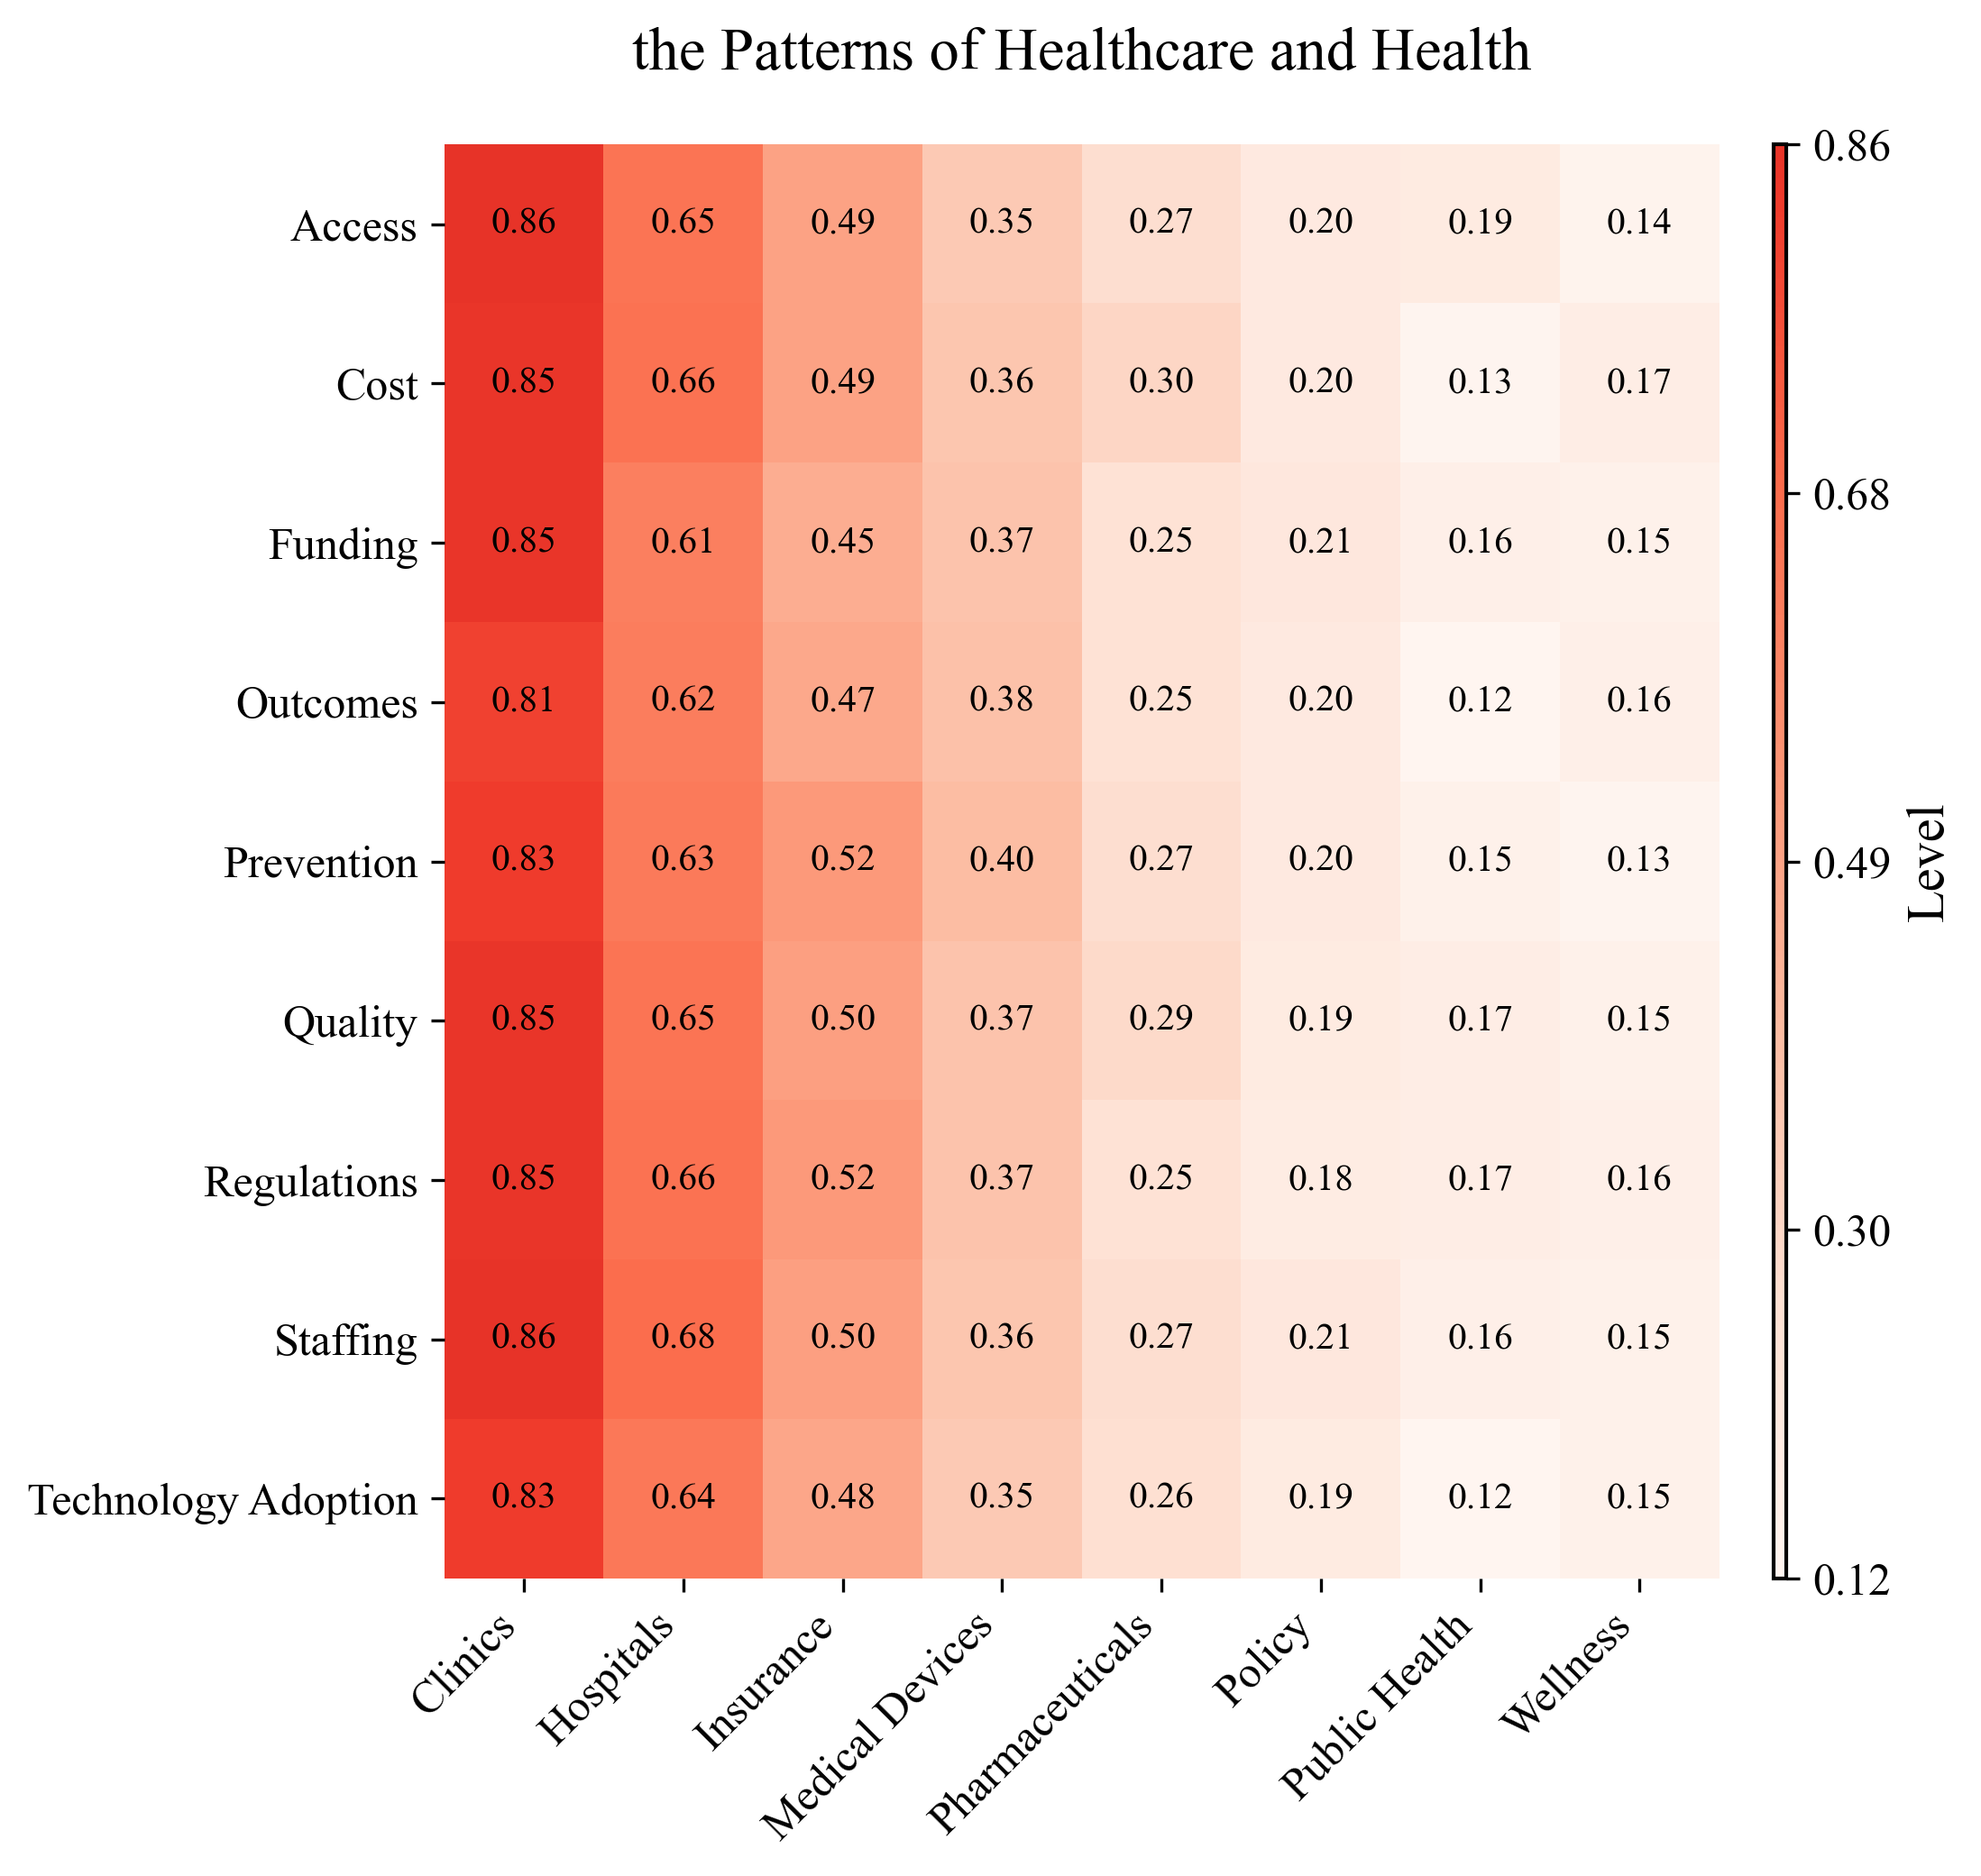 the Patterns of Healthcare and Health
Access 0.86 0.65 0.49 0.35 0.27 0.20 0.19 0.14
Cost 0.85 0.66 0.49 0.36 0.30 0.20 0.13 0.17
Funding 0.85 0.61 0.45 0.37 0.25 0.21 0.16 0.15
Outcomes 0.81 0.62 0.47 0.38 0.25 0.20 0.12 0.16
Prevention 0.83 0.63 0.52 0.40 0.27 0.20 0.15 0.13
Quality 0.85 0.65 0.50 0.37 0.29 0.19 0.17 0.15
Regulations 0.85 0.66 0.52 0.37 0.25 0.18 0.17 0.16
Staffing 0.86 0.68 0.50 0.36 0.27 0.21 0.16 0.15
Technology Adoption 0.83 0.64 0.48 0.35 0.26 0.19 0.12 0.15
Clinics
Hospitals
Insurance
Medical Devices
Pharmaceuticals
Policy
Public Health
Wellness
0.86
0.68
0.49
0.30
0.12
Level